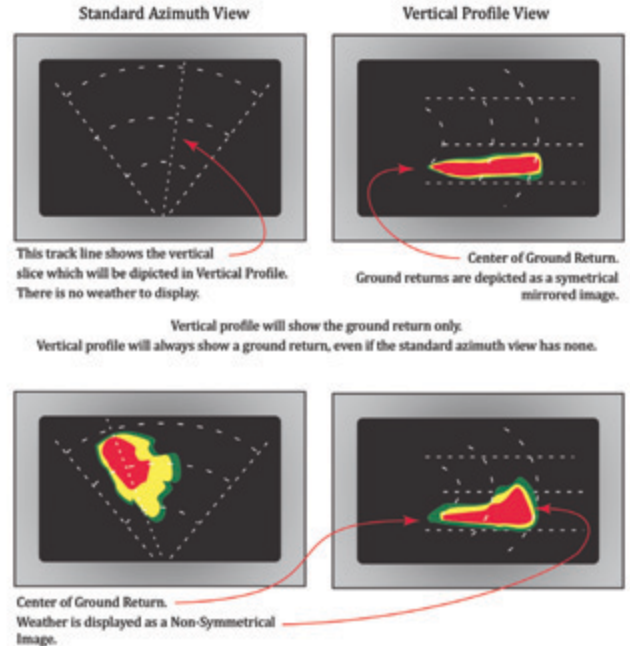 Standard Azimuth View
Vertical Profile View
This track line shows the vertical
slice which will be dipicted in Vertical Profile.
There is no weather to display.
Center of Ground Return.
Ground returns are depicted as a symetrical
mirrored image.
Vertical profile will show the ground return only.
Vertical profile will always show a ground return, even if the standard azimuth view has none.
Center of Ground Return.
Weather is displayed as a Non-Symmetrical
Image.